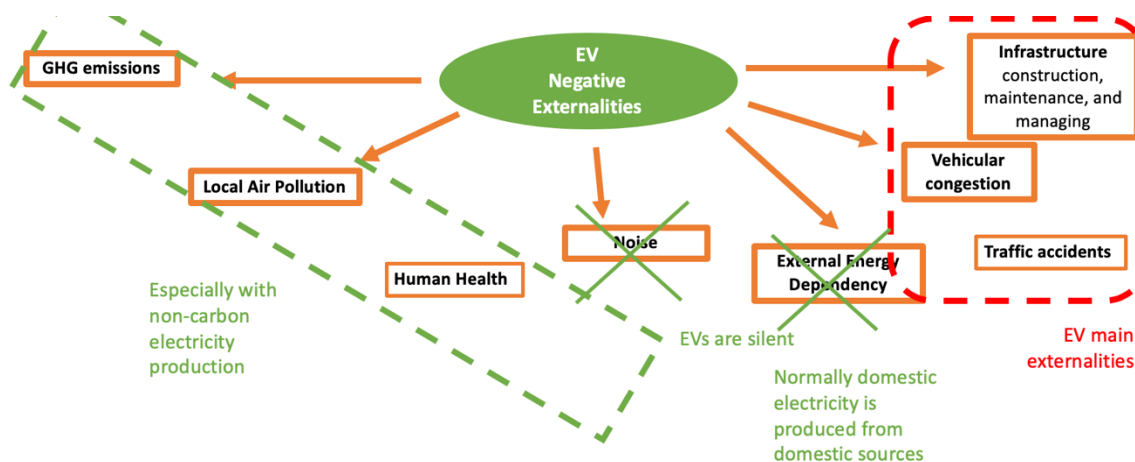 EV
Negative
Externalities
GHG emissions
Infrastructure
construction,
maintenance, and
managing
Vehicular
congestion
Local Air Pollution
Noise
Traffic accidents
External Energy
Dependency
Human Health
Especially with
non-carbon
electricity
production
EVs are silent
EV main
externalities
Normally domestic
electricity is
produced from
domestic sources